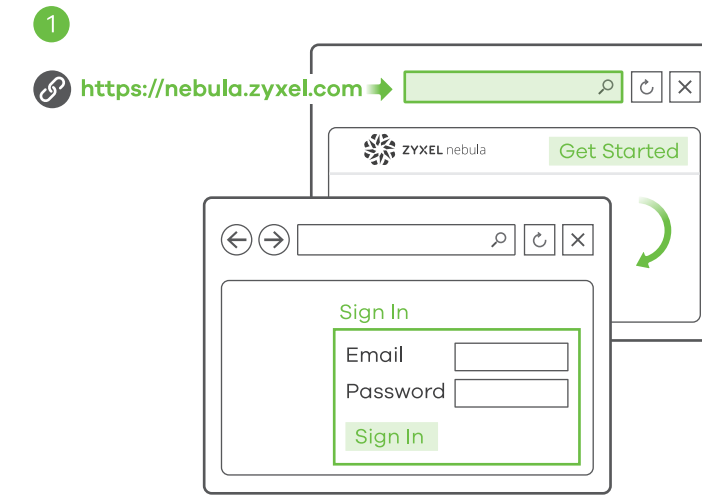 1
https://nebula.zyxel.com
ZYXEL nebula
Get Started
Sign In
Email
Password
Sign In